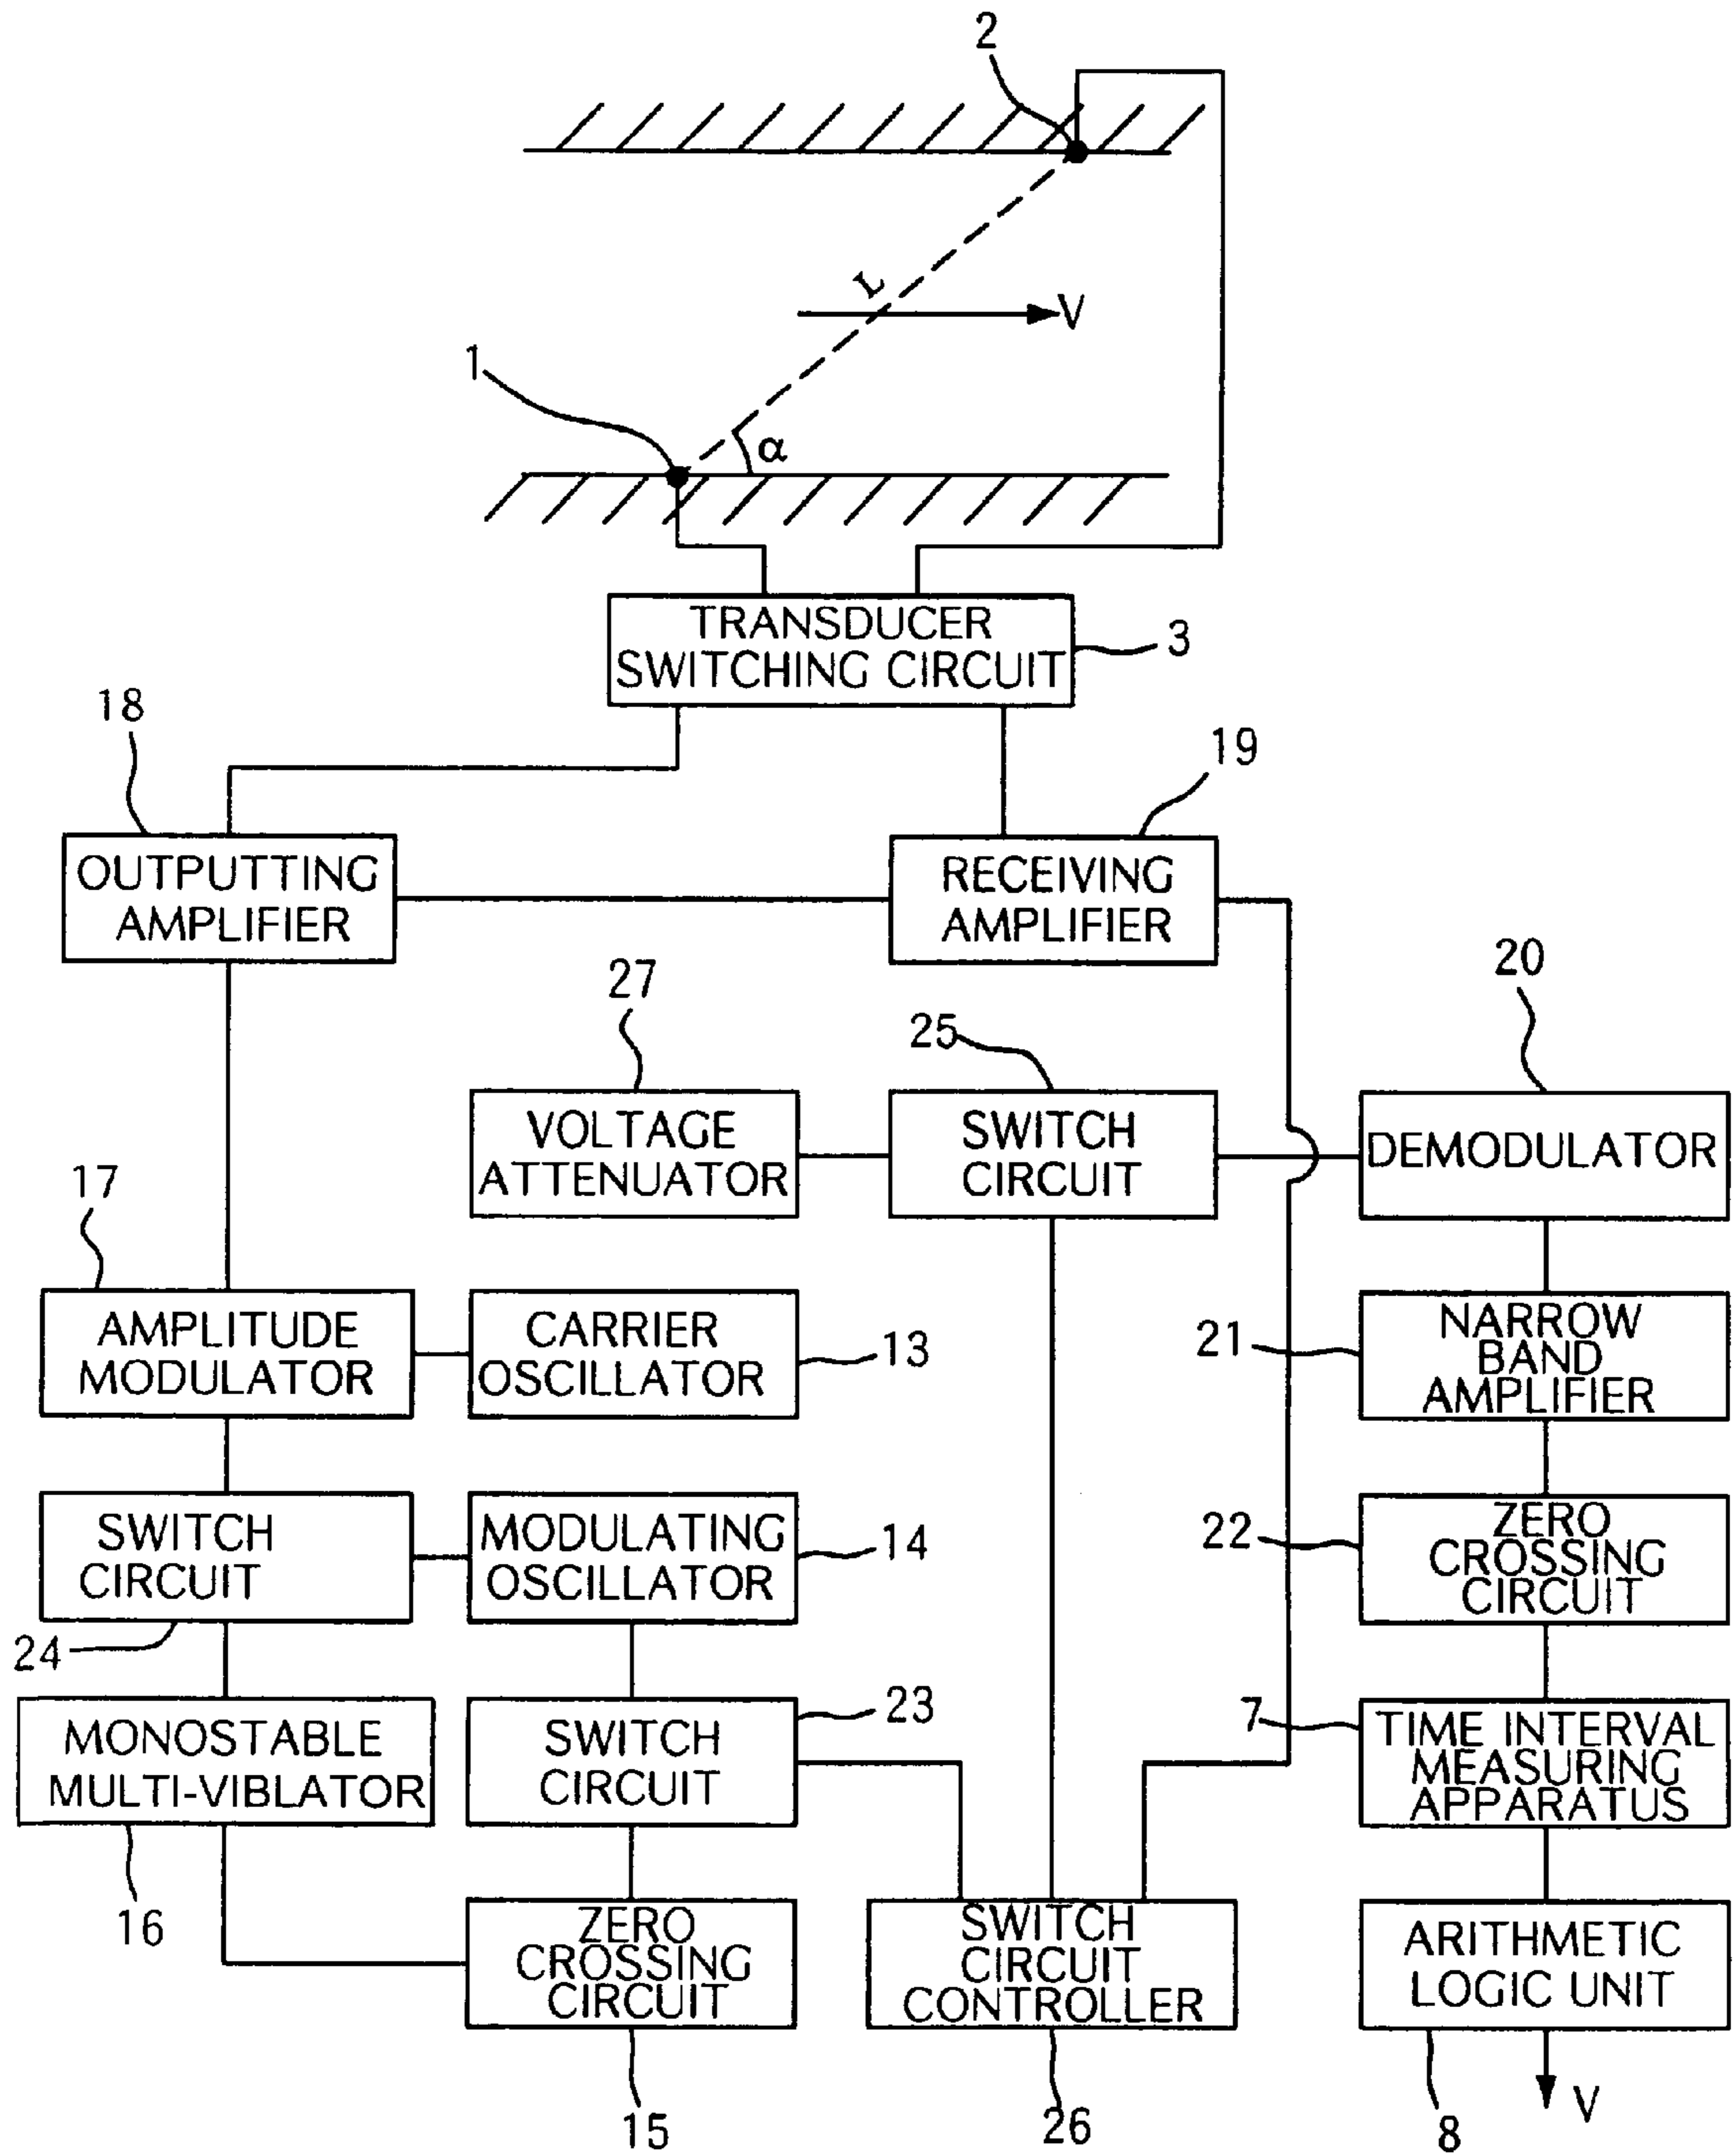 2
L
V
1
α
TRANSDUCER
SWITCHING CIRCUIT
3
18
19
OUTPUTTING
AMPLIFIER
RECEIVING
AMPLIFIER
27
25
20
VOLTAGE
ATTENUATOR
SWITCH
CIRCUIT
DEMODULATOR
17
AMPLITUDE
MODULATOR
CARRIER
OSCILLATOR
13
21
NARROW
BAND
AMPLIFIER
SWITCH
CIRCUIT
24
MODULATING
OSCILLATOR
14
22
ZERO
CROSSING
CIRCUIT
MONOSTABLE
MULTI-VIBLATOR
16
SWITCH
CIRCUIT
23
7
TIME INTERVAL
MEASURING
APPARATUS
ZERO
CROSSING
CIRCUIT
15
SWITCH
CIRCUIT
CONTROLLER
26
ARITHMETIC
LOGIC UNIT
8
V